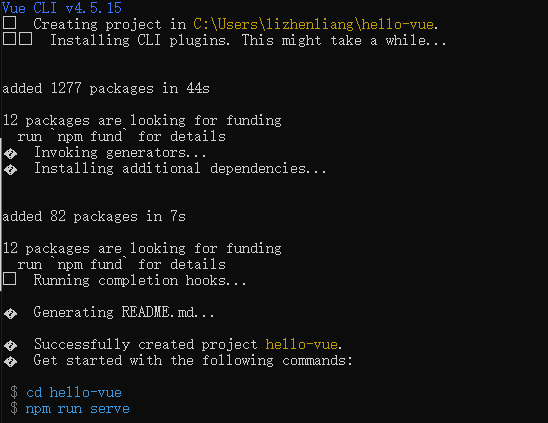 Vue CLI v4.5.15
□ Creating project in C:\Users\lizhenliang\hello-vue.
□□ Installing CLI plugins. This might take a while...
added 1277 packages in 44s
12 packages are looking for funding
run `npm fund` for details
� Invoking generators...
� Installing additional dependencies...
added 82 packages in 7s
12 packages are looking for funding
run `npm fund` for details
□ Running completion hooks...
� Generating README.md...
� Successfully created project hello-vue.
� Get started with the following commands:
$ cd hello-vue
$ npm run serve